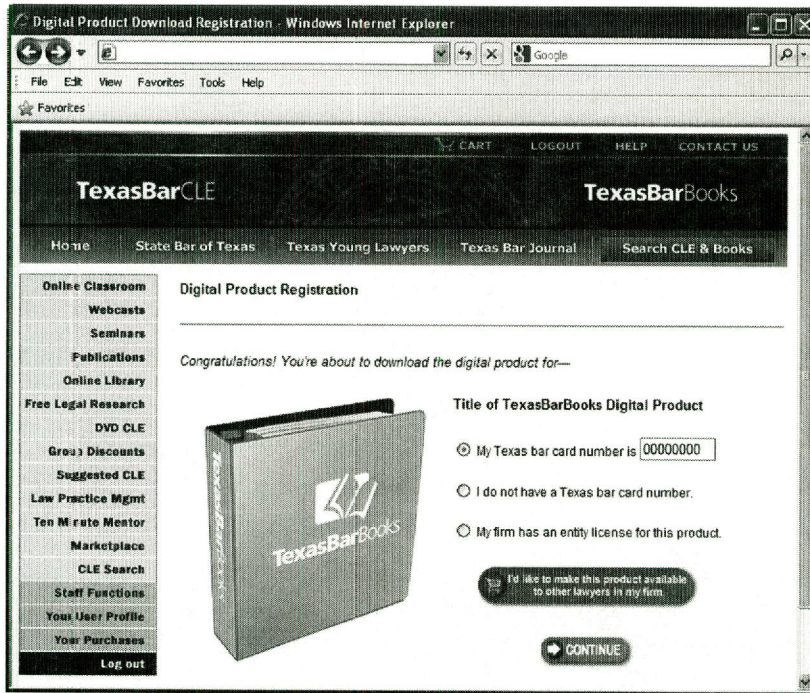 Digital Product Download Registration - Windows Internet Explorer
Google
File Edit View Favorites Tools Help
Favorites
CART LOGOUT HELP CONTACT US
TexasBarCLE TexasBarBooks
Home State Bar of Texas Texas Young Lawyers Texas Bar Journal Search CLE & Books
Online Classroom
Webcasts
Seminars
Publications
Online Library
Free Legal Research
DVD CLE
Group Discounts
Suggested CLE
Law Practice Mgmt
Ten Minute Mentor
Marketplace
CLE Search
Staff Functions
Your User Profile
Your Purchases
Log out
Digital Product Registration
Congratulations! You're about to download the digital product for—
TexasBarBooks
TexasBarBooks
Title of TexasBarBooks Digital Product
My Texas bar card number is 00000000
I do not have a Texas bar card number.
My firm has an entity license for this product.
I'd like to make this product available
to other lawyers in my firm
CONTINUE